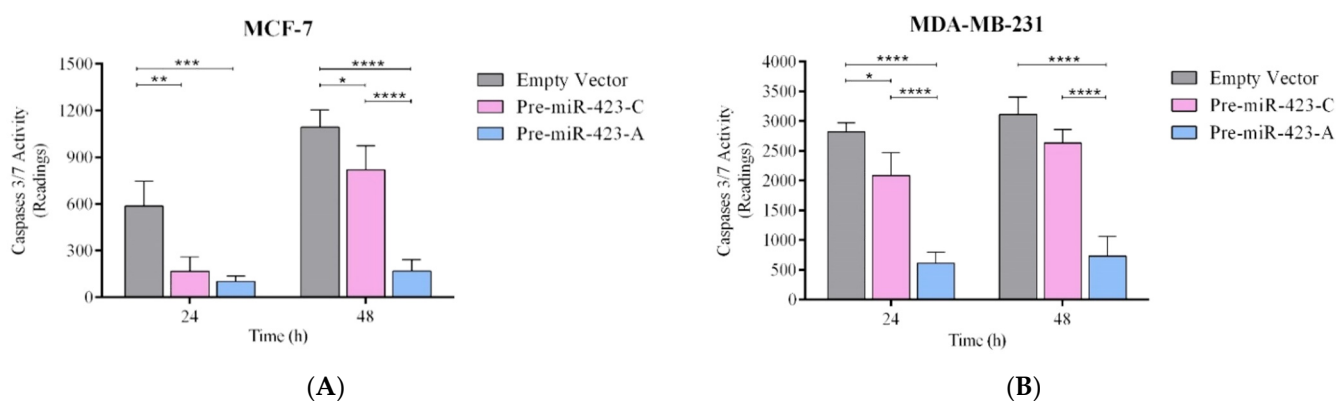 MCF-7
1500
1200
900
600
300
0
Caspases 3/7 Activity
(Readings)
*** 
**
****
*
****
24
48
Time (h)
Empty Vector
Pre-miR-423-C
Pre-miR-423-A
(A)
MDA-MB-231
4000
3500
3000
2500
2000
1500
1000
500
0
Caspases 3/7 Activity
(Readings)
****
*
****
****
****
24
48
Time (h)
Empty Vector
Pre-miR-423-C
Pre-miR-423-A
(B)